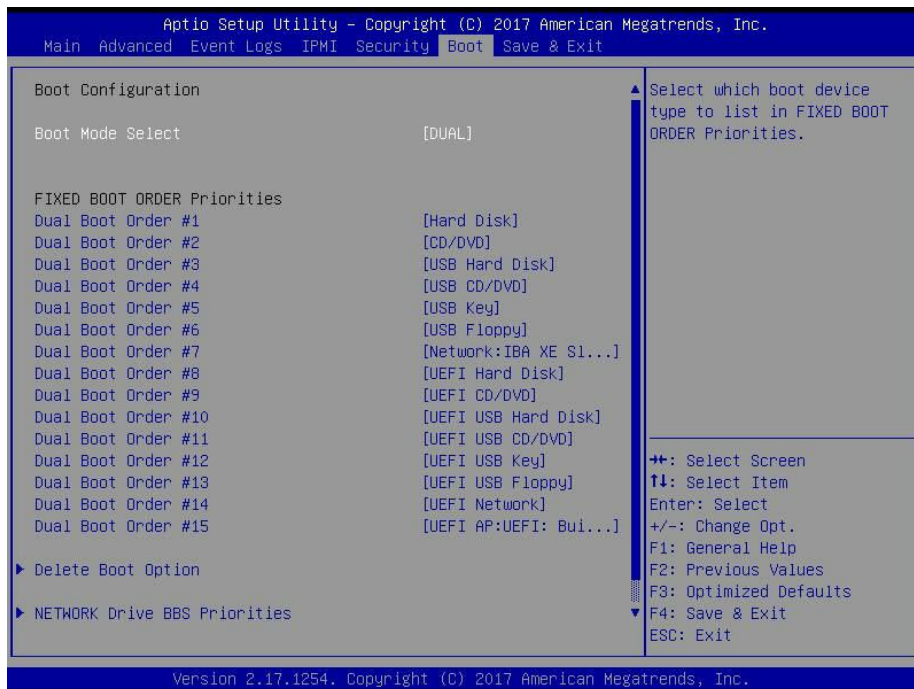 Aptio Setup Utility – Copyright (C) 2017 American Megatrends, Inc.
Main Advanced Event Logs IPMI Security Boot Save & Exit
Boot Configuration
Boot Mode Select [DUAL]
FIXED BOOT ORDER Priorities
Dual Boot Order #1 [Hard Disk]
Dual Boot Order #2 [CD/DVD]
Dual Boot Order #3 [USB Hard Disk]
Dual Boot Order #4 [USB CD/DVD]
Dual Boot Order #5 [USB Key]
Dual Boot Order #6 [USB Floppy]
Dual Boot Order #7 [Network:IBA XE Sl...]
Dual Boot Order #8 [UEFI Hard Disk]
Dual Boot Order #9 [UEFI CD/DVD]
Dual Boot Order #10 [UEFI USB Hard Disk]
Dual Boot Order #11 [UEFI USB CD/DVD]
Dual Boot Order #12 [UEFI USB Key]
Dual Boot Order #13 [UEFI USB Floppy]
Dual Boot Order #14 [UEFI Network]
Dual Boot Order #15 [UEFI AP:UEFI: Bui...]
Delete Boot Option
NETWORK Drive BBS Priorities
Select which boot device
type to list in FIXED BOOT
ORDER Priorities.
→←: Select Screen
↑↓: Select Item
Enter: Select
+/-: Change Opt.
F1: General Help
F2: Previous Values
F3: Optimized Defaults
F4: Save & Exit
ESC: Exit
Version 2.17.1254. Copyright (C) 2017 American Megatrends, Inc.